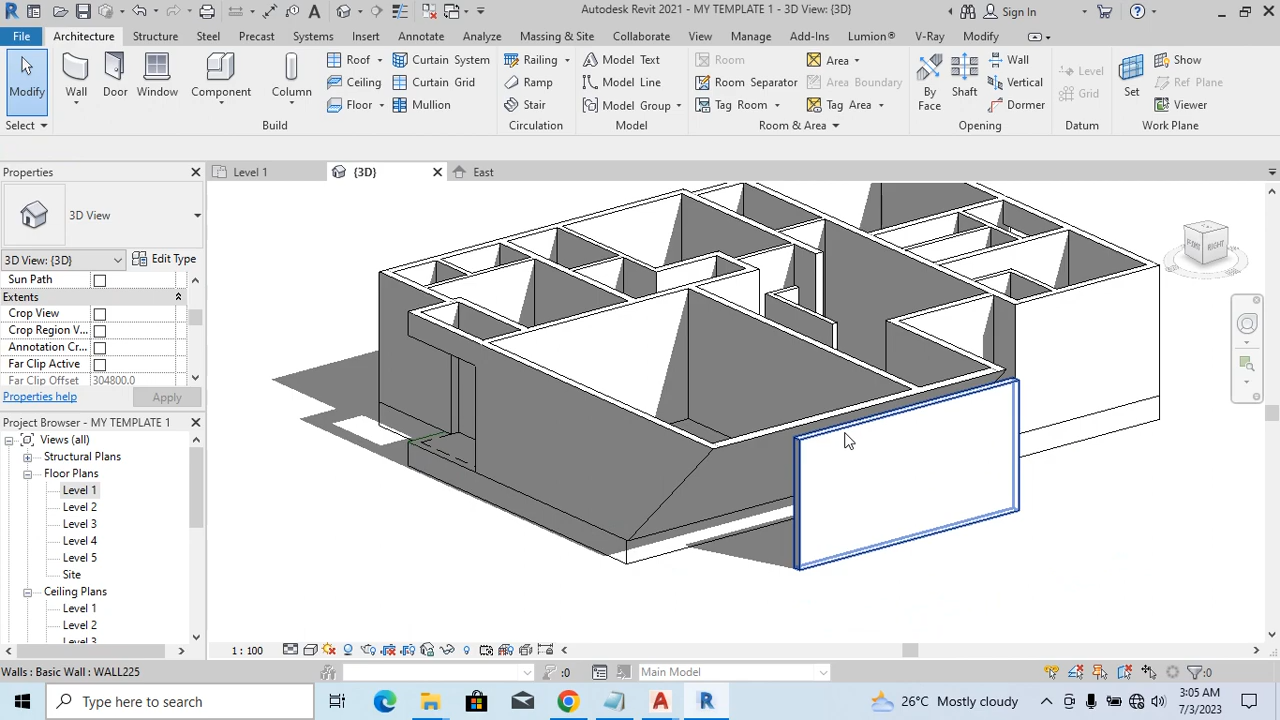 Autodesk Revit 2021 - MY TEMPLATE 1 - 3D View: {3D}
Sign In
File Architecture Structure Steel Precast Systems Insert Annotate Analyze Massing & Site Collaborate View Manage Add-Ins Lumion® V-Ray Modify
Modify
Wall
Door
Window
Component
Column
Roof
Ceiling
Floor
Curtain System
Curtain Grid
Mullion
Railing
Ramp
Stair
Model Text
Model Line
Model Group
Room
Room Separator
Tag Room
Area
Area Boundary
Tag Area
By Face
Shaft
Wall
Vertical
Dormer
Level
Grid
Set
Show
Ref Plane
Viewer
Select Build Circulation Model Room & Area Opening Datum Work Plane
Properties
3D View
3D View: {3D} Edit Type
Sun Path
Extents
Crop View
Crop Region V...
Annotation Cr...
Far Clip Active
Far Clip Offset 304800.0
Properties help Apply
Project Browser - MY TEMPLATE 1
Views (all)
Structural Plans
Floor Plans
Level 1
Level 2
Level 3
Level 4
Level 5
Site
Ceiling Plans
Level 1
Level 2
Level 3
Level 1 {3D} East
RIGHT
1 : 100
Walls : Basic Wall : WALL225
:0
Main Model
:0
Type here to search
26°C Mostly cloudy
3:05 AM
7/3/2023